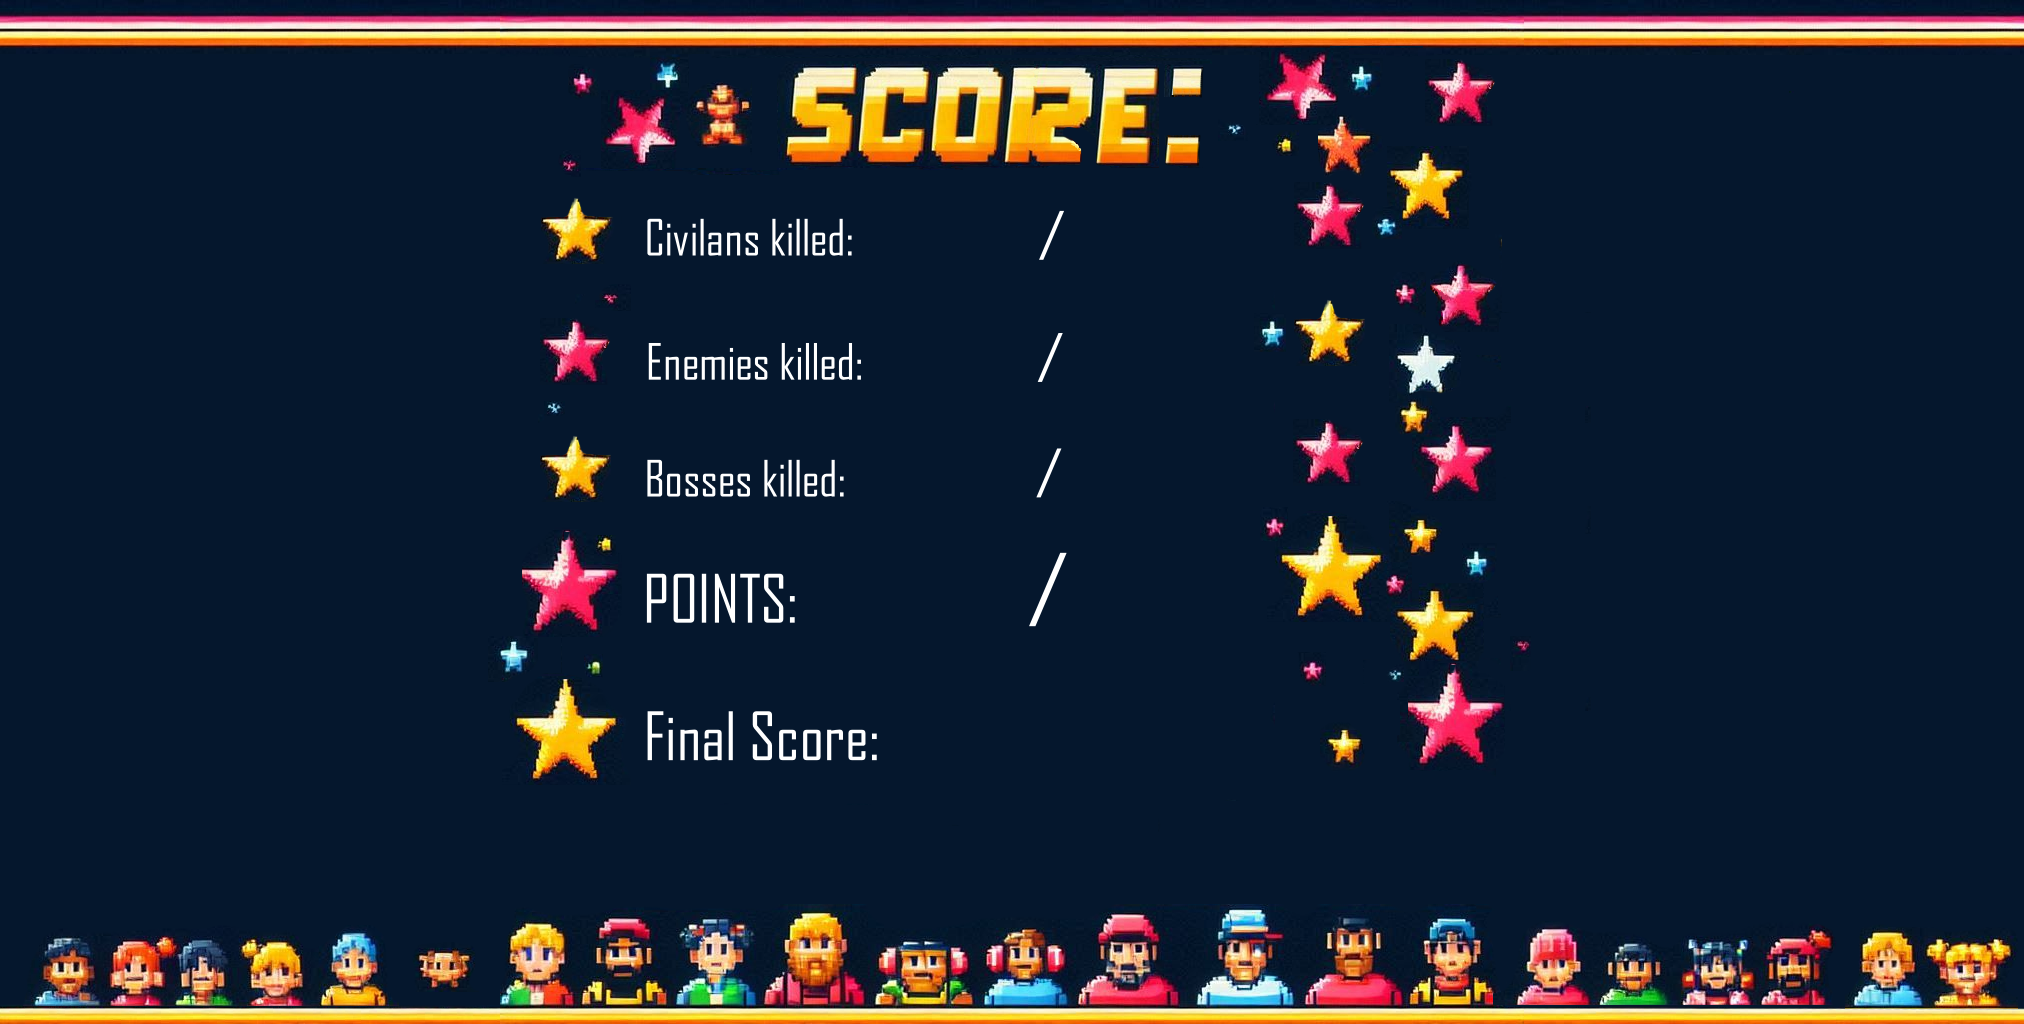 SCORE:
Civilans killed: /
Enemies killed: /
Bosses killed: /
POINTS: /
Final Score: